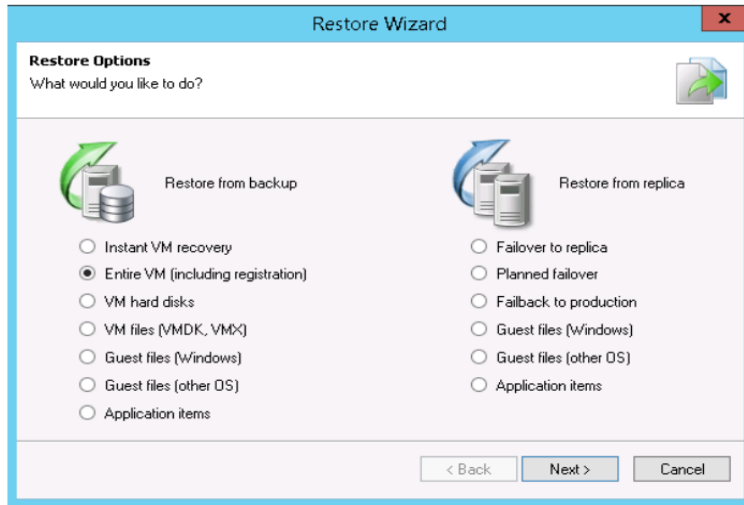 Restore Wizard
x
Restore Options
What would you like to do?
Restore from backup
Instant VM recovery
Entire VM (including registration)
VM hard disks
VM files (VMDK, VMX)
Guest files (Windows)
Guest files (other OS)
Application items
Restore from replica
Failover to replica
Planned failover
Failback to production
Guest files (Windows)
Guest files (other OS)
Application items
< Back
Next >
Cancel